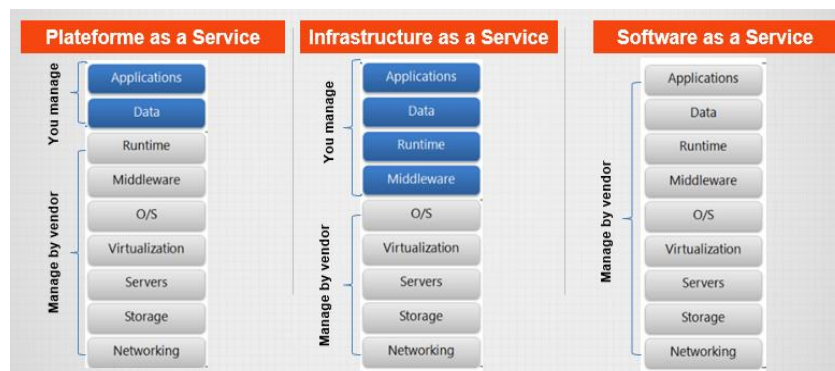 Plateforme as a Service
You manage
Applications
Data
Manage by vendor
Runtime
Middleware
O/S
Virtualization
Servers
Storage
Networking
Infrastructure as a Service
You manage
Applications
Data
Runtime
Middleware
Manage by vendor
O/S
Virtualization
Servers
Storage
Networking
Software as a Service
Manage by vendor
Applications
Data
Runtime
Middleware
O/S
Virtualization
Servers
Storage
Networking